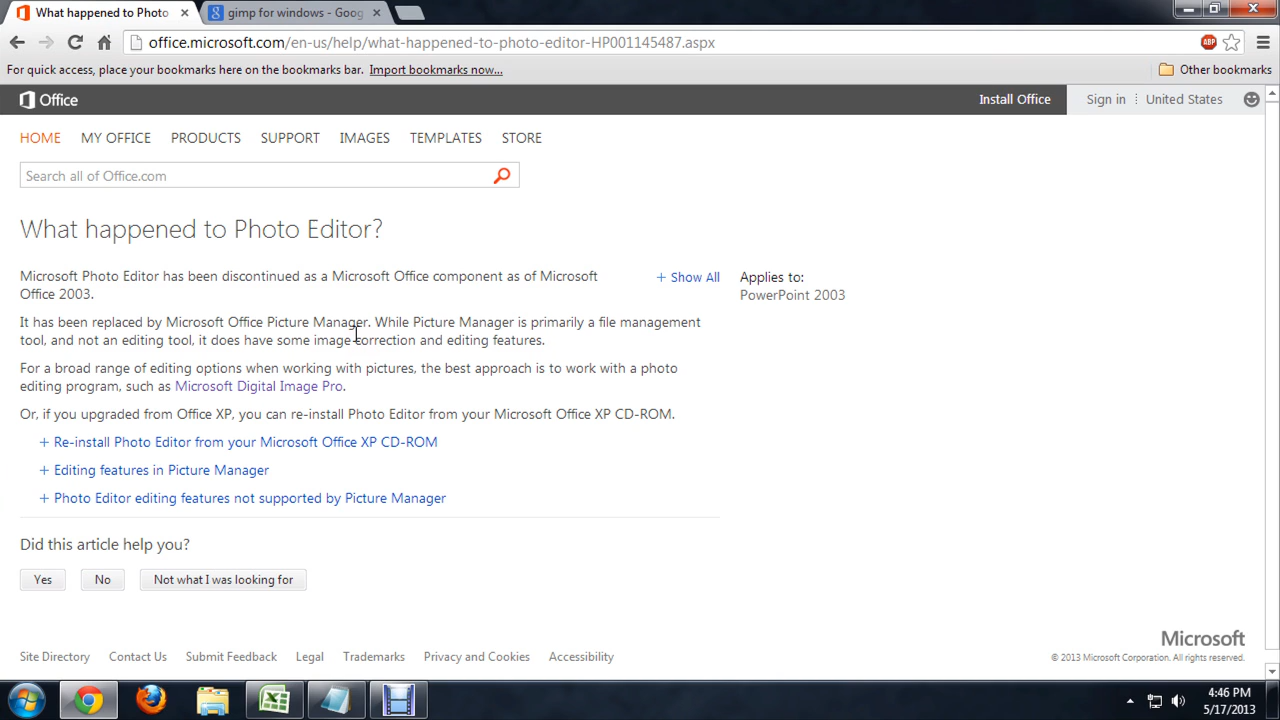 What happened to Photo
gimp for windows - Goog
office.microsoft.com/en-us/help/what-happened-to-photo-editor-HP001145487.aspx
ABP
For quick access, place your bookmarks here on the bookmarks bar. Import bookmarks now...
Other bookmarks
Office
Install Office
Sign in
United States
HOME MY OFFICE PRODUCTS SUPPORT IMAGES TEMPLATES STORE
Search all of Office.com
What happened to Photo Editor?
Microsoft Photo Editor has been discontinued as a Microsoft Office component as of Microsoft
Office 2003.
+ Show All
Applies to:
PowerPoint 2003
It has been replaced by Microsoft Office Picture Manager. While Picture Manager is primarily a file management
tool, and not an editing tool, it does have some image correction and editing features.
For a broad range of editing options when working with pictures, the best approach is to work with a photo
editing program, such as Microsoft Digital Image Pro.
Or, if you upgraded from Office XP, you can re-install Photo Editor from your Microsoft Office XP CD-ROM.
+ Re-install Photo Editor from your Microsoft Office XP CD-ROM
+ Editing features in Picture Manager
+ Photo Editor editing features not supported by Picture Manager
Did this article help you?
Yes
No
Not what I was looking for
Microsoft
Site Directory Contact Us Submit Feedback Legal Trademarks Privacy and Cookies Accessibility
© 2013 Microsoft Corporation. All rights reserved.
4:46 PM
5/17/2013